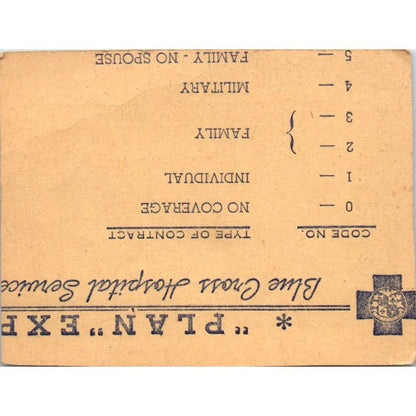 * "PLAN" EXP
Blue Cross Hospital Service
CODE NO. TYPE OF CONTRACT
0 — NO COVERAGE
1 — INDIVIDUAL
2 —
3 — } FAMILY
4 — MILITARY
5 — FAMILY - NO SPOUSE